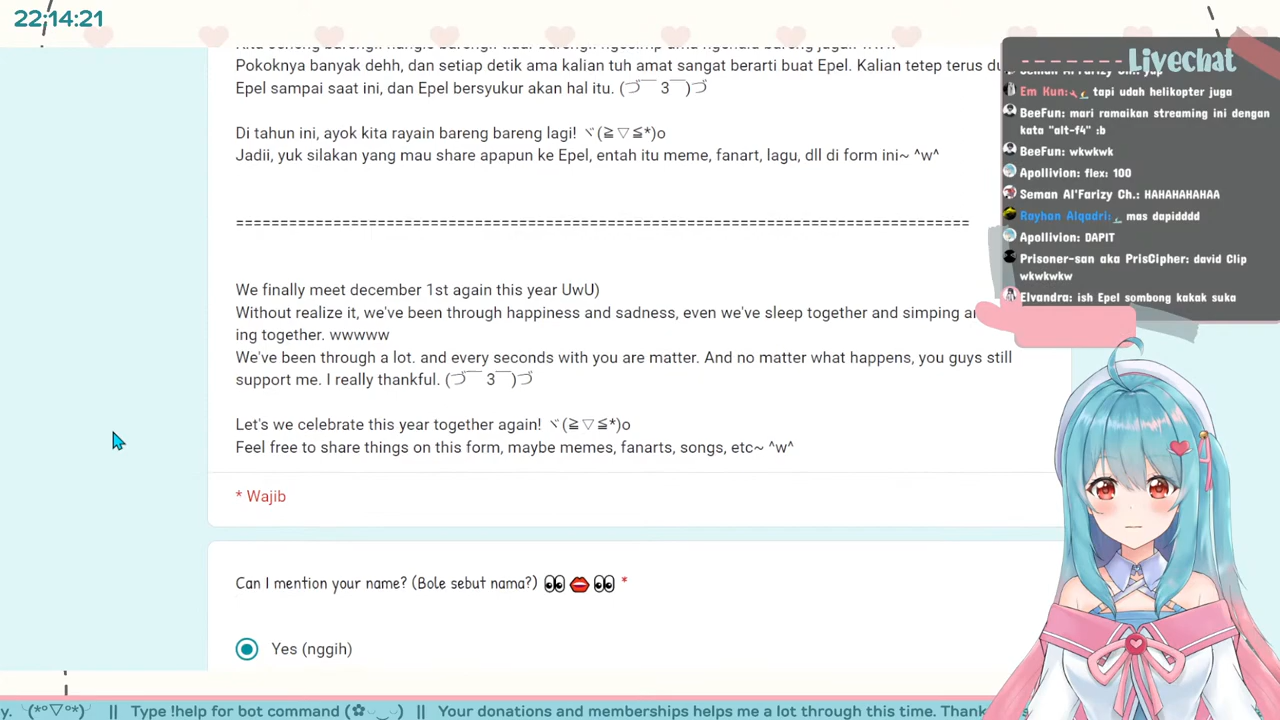 22:14:21
Pokoknya banyak dehh, dan setiap detik ama kalian tuh amat sangat berarti buat Epel. Kalian tetep terus du
Epel sampai saat ini, dan Epel bersyukur akan hal itu. (づ￣ 3￣)づ
Di tahun ini, ayok kita rayain bareng bareng lagi! ヾ(≧▽≦*)o
Jadii, yuk silakan yang mau share apapun ke Epel, entah itu meme, fanart, lagu, dll di form ini~ ^w^
===================================================================================
We finally meet december 1st again this year UwU)
Without realize it, we've been through happiness and sadness, even we've sleep together and simping
ing together. wwwww
We've been through a lot. and every seconds with you are matter. And no matter what happens, you guys still
support me. I really thankful. (づ￣ 3￣)づ
Let's we celebrate this year together again! ヾ(≧▽≦*)o
Feel free to share things on this form, maybe memes, fanarts, songs, etc~ ^w^
* Wajib
Can I mention your name? (Bole sebut nama?) 👀👄👀 *
Yes (nggih)
Livechat
Em Kun: tapi udah helikopter juga
BeeFun: mari ramaikan streaming ini dengan
kata "alt-f4" :b
BeeFun: wkwkwk
Apollivion: flex: 100
Seman Al'Farizy Ch.: HAHAHAHAHAA
Rayhan Alqadri: mas dapidddd
Apollivion: DAPIT
Prisoner-san aka PrisCipher: david Clip
wkwkwkw
Elvandra: ish Epel sombong kakak suka
y. ╰(*°▽°*)╯ || Type !help for bot command (✿◡‿◡) || Your donations and memberships helps me a lot through this time. Thank